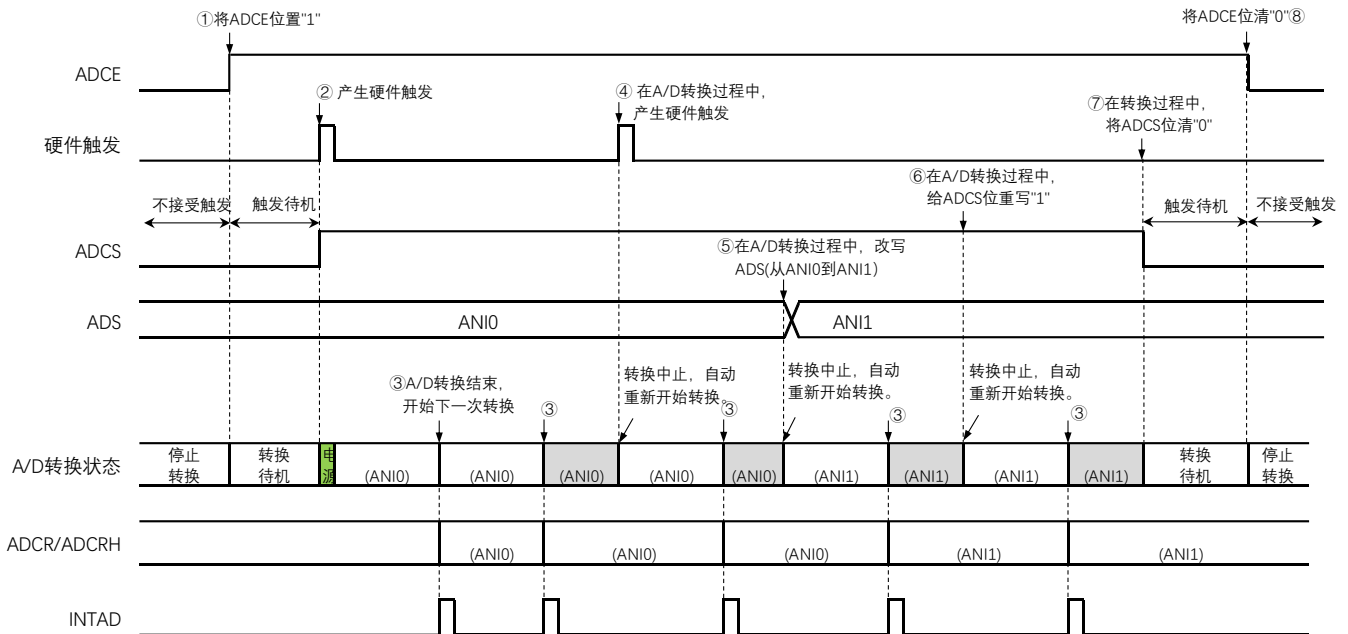 ①将ADCE位置"1"
将ADCE位清"0"⑧
ADCE
② 产生硬件触发
④ 在A/D转换过程中,
产生硬件触发
⑦在转换过程中,
将ADCS位清"0"
硬件触发
⑥在A/D转换过程中,
给ADCS位重写"1"
不接受触发
触发待机
触发待机
不接受触发
ADCS
⑤在A/D转换过程中, 改写
ADS(从ANI0到ANI1)
ADS
ANI0
ANI1
③A/D转换结束,
开始下一次转换
③
转换中止, 自动
重新开始转换。
③
转换中止, 自动
重新开始转换。
③
转换中止, 自动
重新开始转换。
③
A/D转换状态
停止
转换
转换
待机
电
源
(ANI0)
(ANI0)
(ANI0)
(ANI0)
(ANI0)
(ANI1)
(ANI1)
(ANI1)
(ANI1)
转换
待机
停止
转换
ADCR/ADCRH
(ANI0)
(ANI0)
(ANI0)
(ANI1)
(ANI1)
INTAD